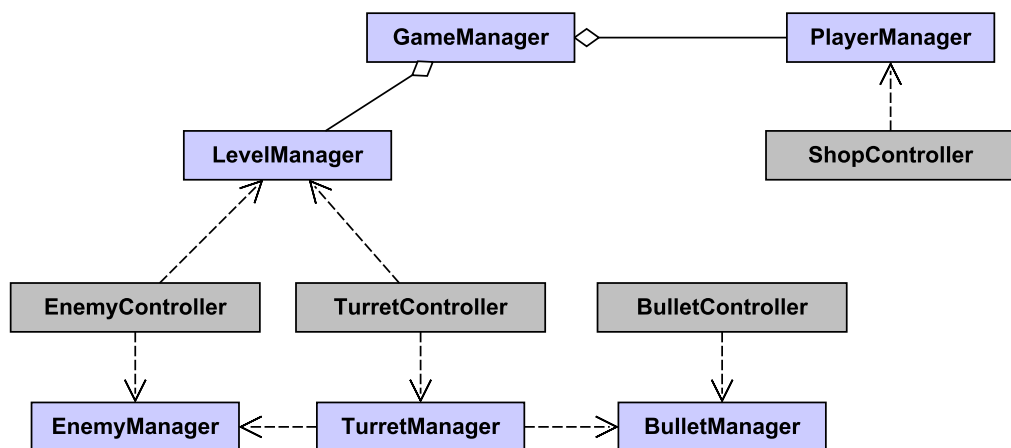 GameManager
PlayerManager
LevelManager
ShopController
EnemyController
TurretController
BulletController
EnemyManager
TurretManager
BulletManager